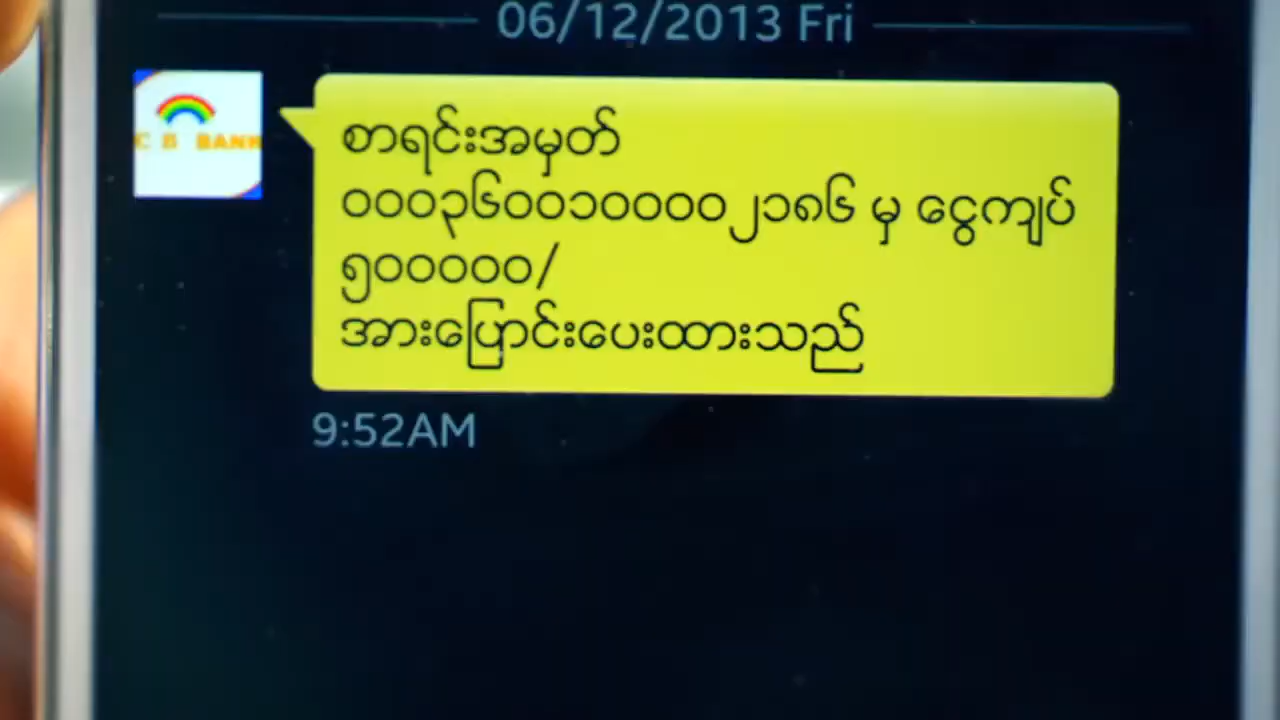 06/12/2013 Fri
C B BANK
စာရင်းအမှတ်
၀၀၀၃၆၀၀၁၀၀၀၀၂၁၈၆ မှ ငွေကျပ်
၅၀၀၀၀၀/
အားပြောင်းပေးထားသည်
9:52AM